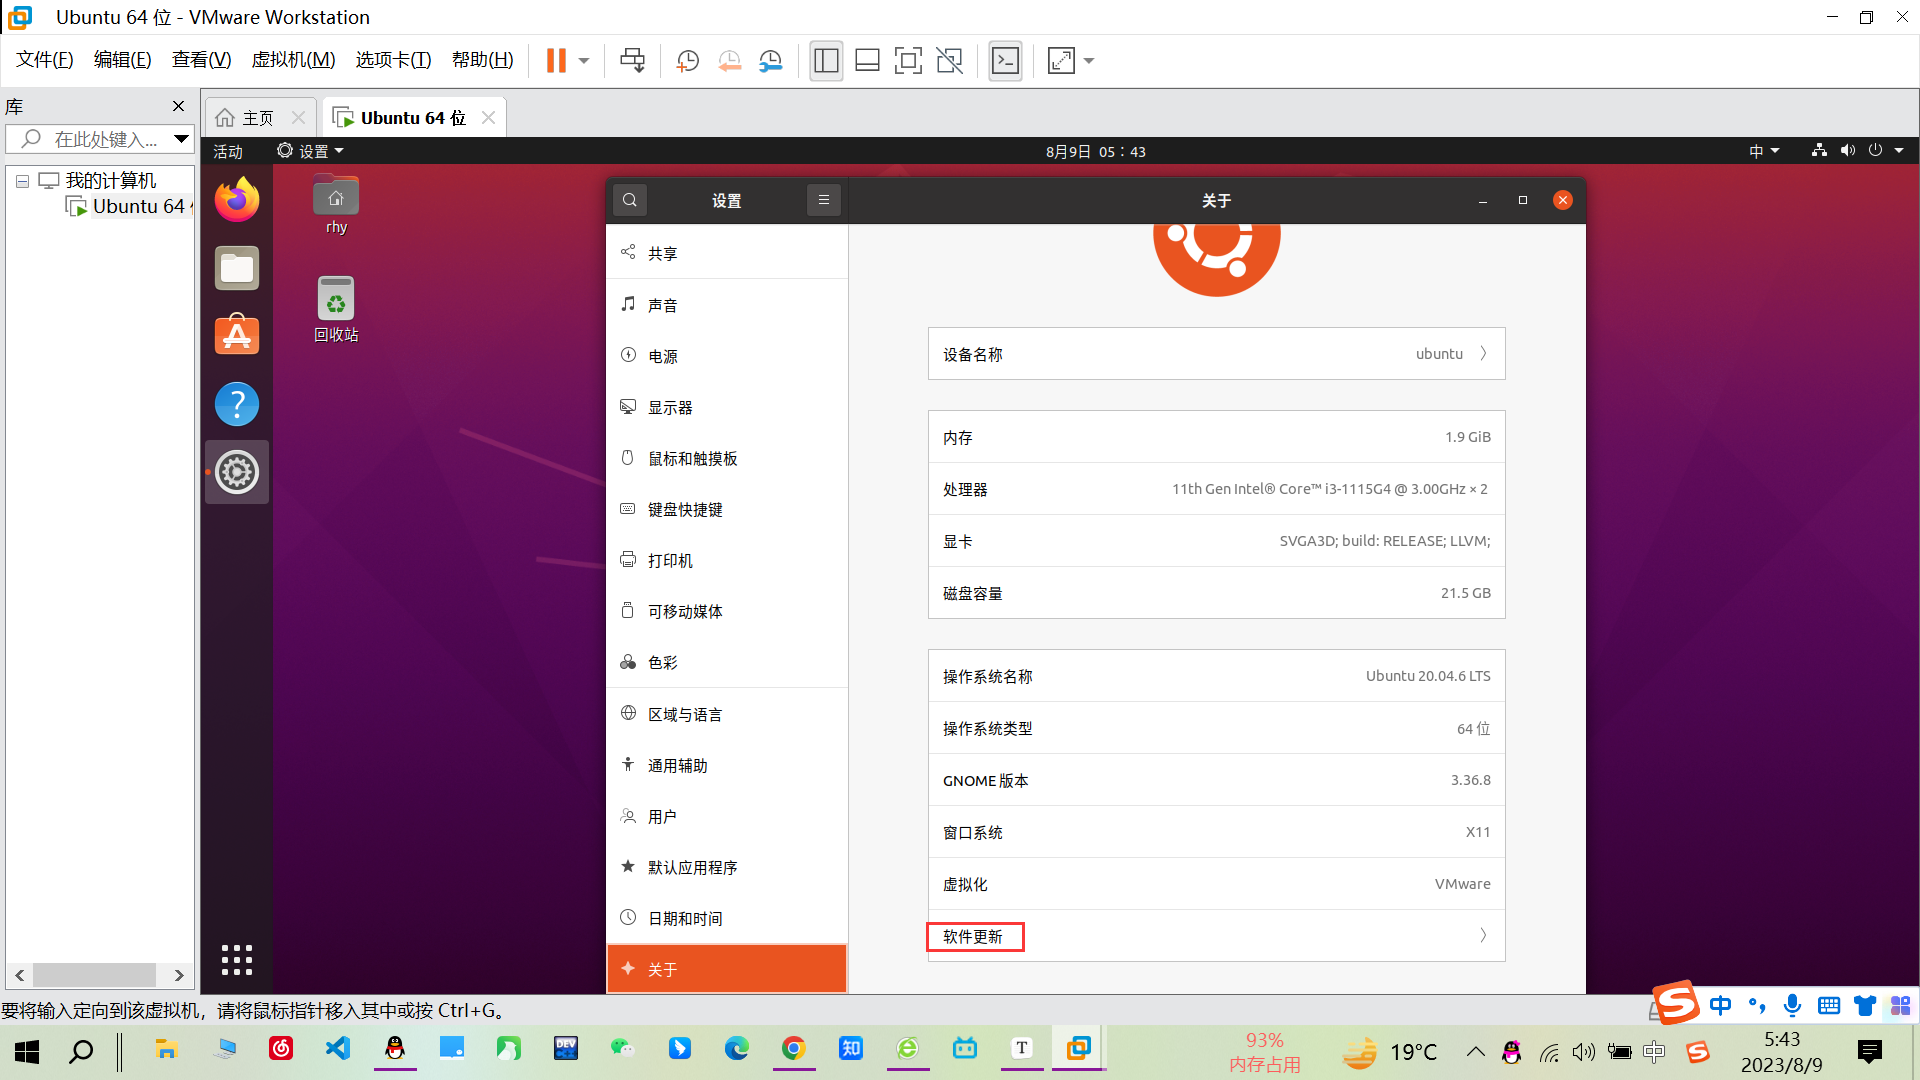 Ubuntu 64 位 - VMware Workstation
文件(F) 编辑(E) 查看(V) 虚拟机(M) 选项卡(T) 帮助(H)
库
在此处键入...
我的计算机
Ubuntu 64
主页
Ubuntu 64 位
活动
设置
8月9日 05：43
中
rhy
回收站
设置
关于
共享
声音
电源
显示器
鼠标和触摸板
键盘快捷键
打印机
可移动媒体
色彩
区域与语言
通用辅助
用户
默认应用程序
日期和时间
关于
设备名称 ubuntu
内存 1.9 GiB
处理器 11th Gen Intel® Core™ i3-1115G4 @ 3.00GHz × 2
显卡 SVGA3D; build: RELEASE; LLVM;
磁盘容量 21.5 GB
操作系统名称 Ubuntu 20.04.6 LTS
操作系统类型 64 位
GNOME 版本 3.36.8
窗口系统 X11
虚拟化 VMware
软件更新
要将输入定向到该虚拟机，请将鼠标指针移入其中或按 Ctrl+G。
中
DEV
知
T
93%
内存占用
19°C
中
5:43
2023/8/9